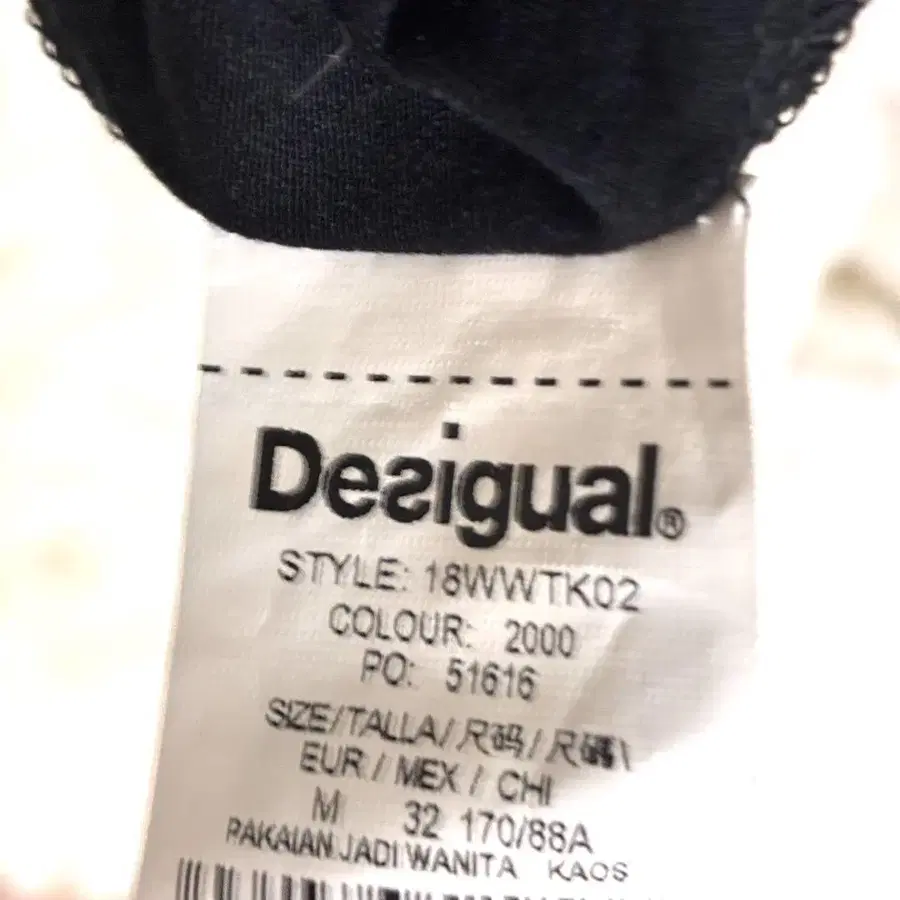 Desigual®
STYLE: 18WWTK02
COLOUR: 2000
PO: 51616
SIZE/TALLA/尺码/尺碼\
EUR / MEX / CHI
M 32 170/88A
PAKAIAN JADI WANITA KAOS